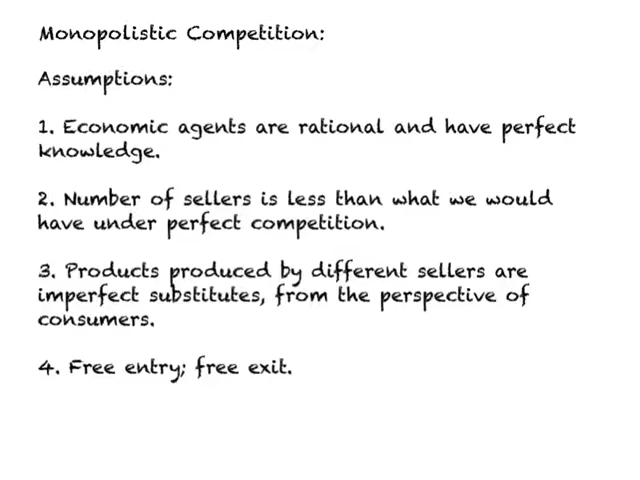 Monopolistic Competition:
Assumptions:
1. Economic agents are rational and have perfect
knowledge.
2. Number of sellers is less than what we would
have under perfect competition.
3. Products produced by different sellers are
imperfect substitutes, from the perspective of
consumers.
4. Free entry; free exit.